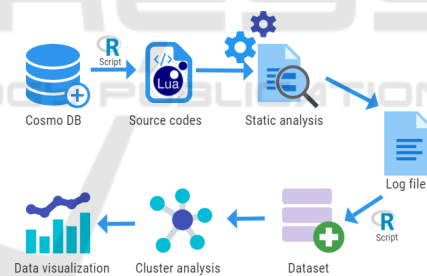 R
Script
</>
Lua
Cosmo DB
Source codes
Static analysis
Log file
R
Script
Data visualization
Cluster analysis
Dataset